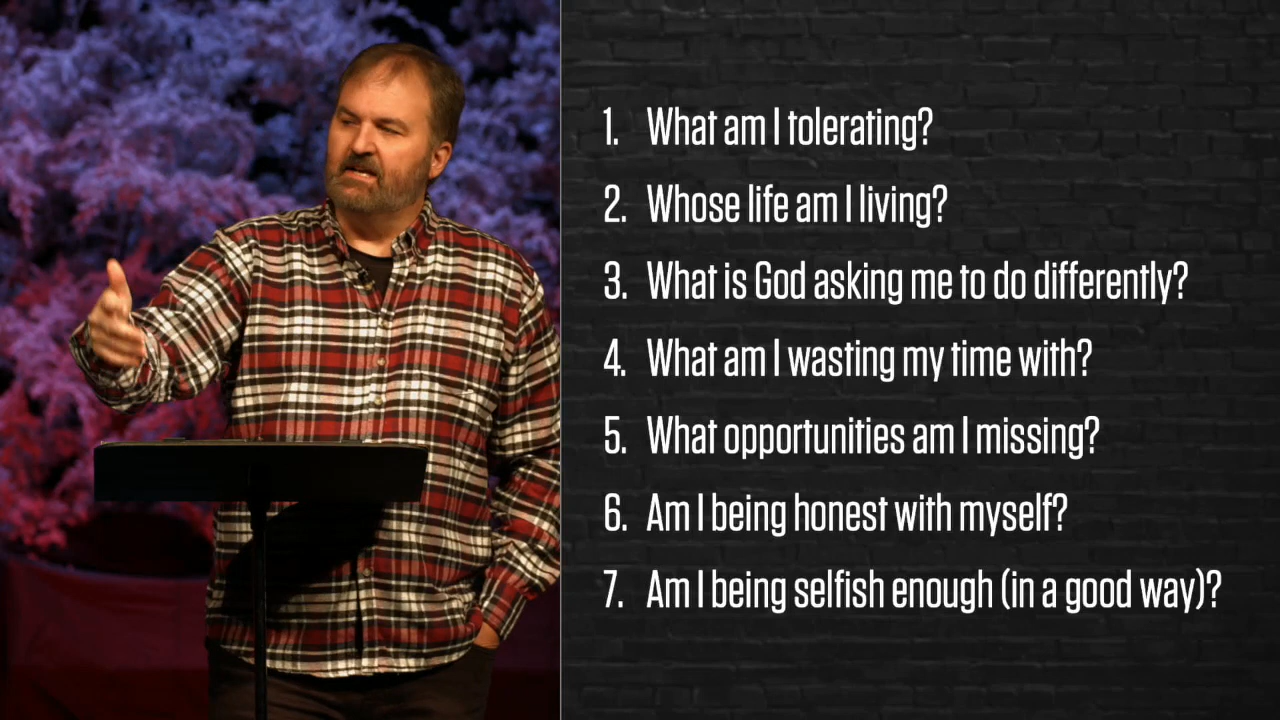 1. What am I tolerating?
2. Whose life am I living?
3. What is God asking me to do differently?
4. What am I wasting my time with?
5. What opportunities am I missing?
6. Am I being honest with myself?
7. Am I being selfish enough (in a good way)?